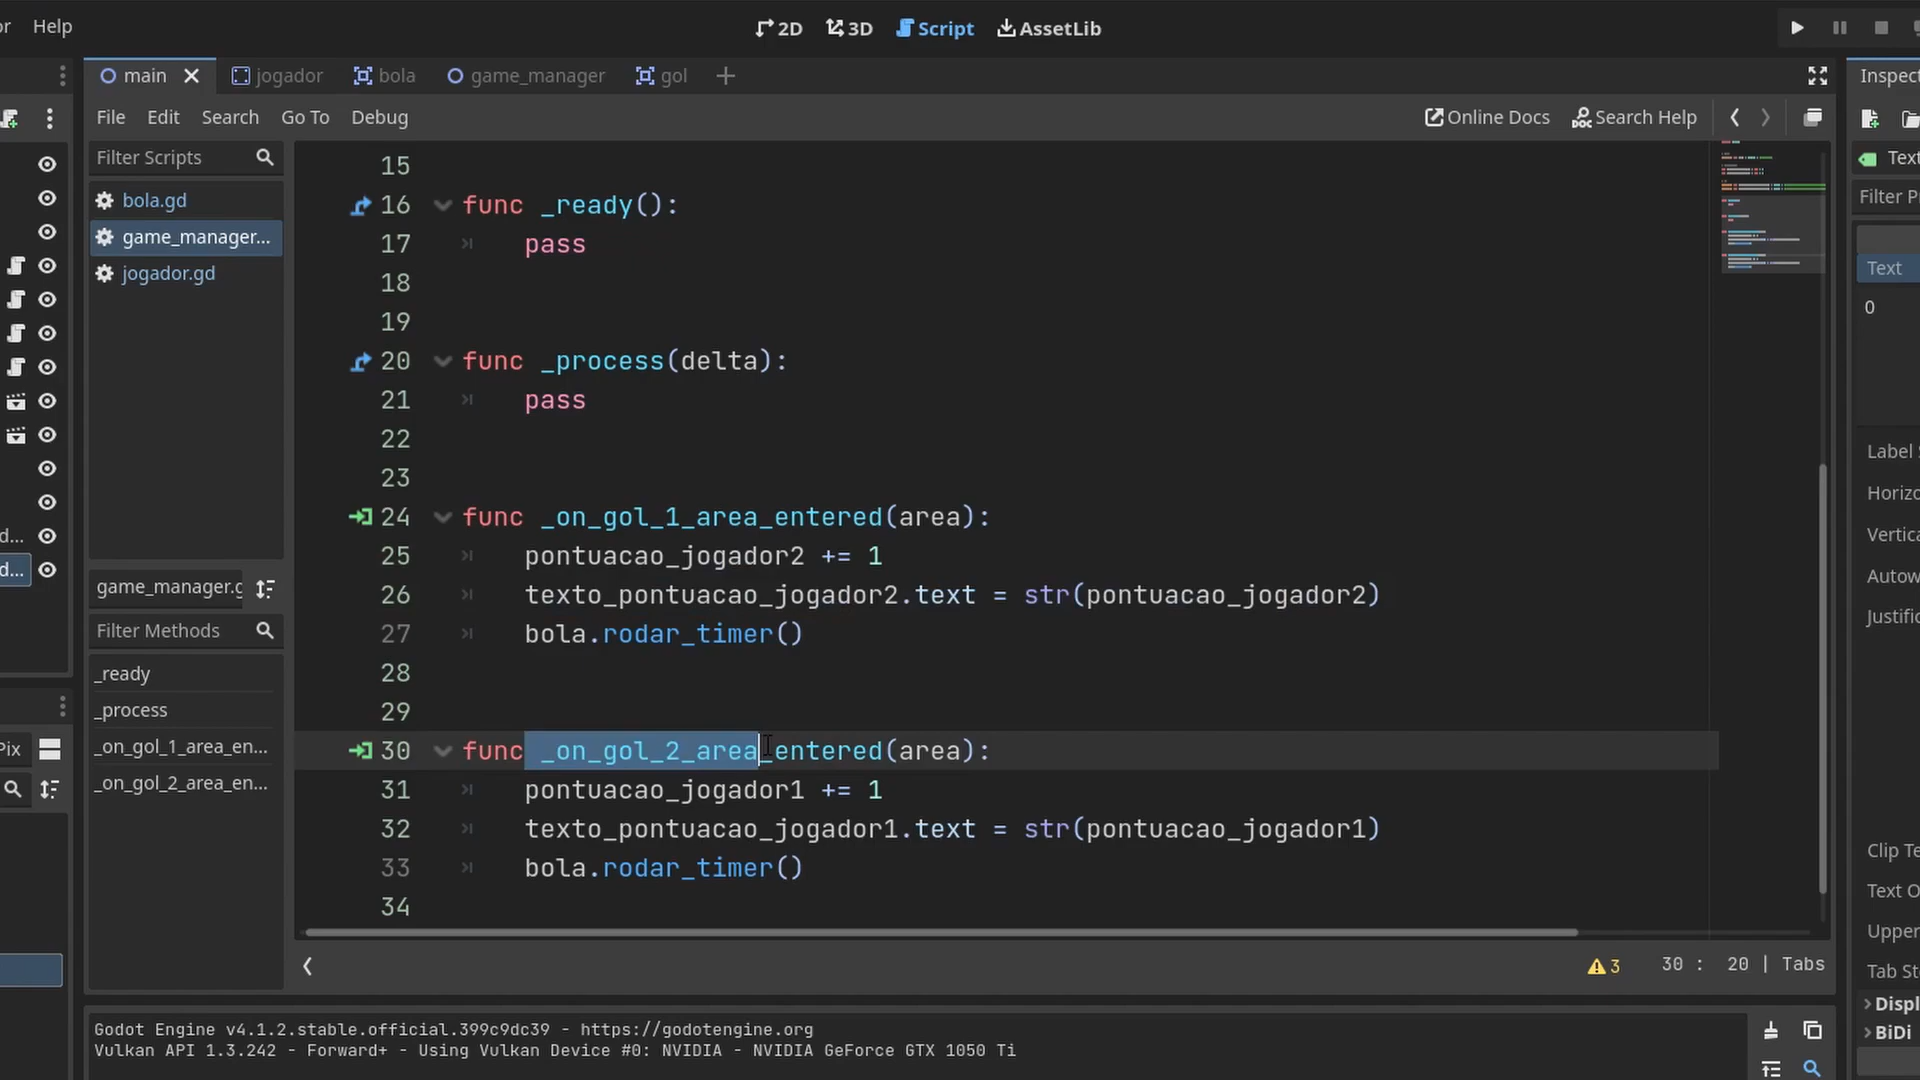 or Help 2D 3D Script AssetLib
main jogador bola game_manager gol Inspect
File Edit Search Go To Debug Online Docs Search Help
Filter Scripts
bola.gd
game_manager...
jogador.gd
game_manager.g
Filter Methods
_ready
_process
_on_gol_1_area_en...
_on_gol_2_area_en...
15
16 func _ready():
17 pass
18
19
20 func _process(delta):
21 pass
22
23
24 func _on_gol_1_area_entered(area):
25 pontuacao_jogador2 += 1
26 texto_pontuacao_jogador2.text = str(pontuacao_jogador2)
27 bola.rodar_timer()
28
29
30 func _on_gol_2_area_entered(area):
31 pontuacao_jogador1 += 1
32 texto_pontuacao_jogador1.text = str(pontuacao_jogador1)
33 bola.rodar_timer()
34
3 30 : 20 | Tabs
Godot Engine v4.1.2.stable.official.399c9dc39 - https://godotengine.org
Vulkan API 1.3.242 - Forward+ - Using Vulkan Device #0: NVIDIA - NVIDIA GeForce GTX 1050 Ti
d...
d...
Pix
Text
Filter Pr
Text
0
Label S
Horizo
Vertica
Autow
Justific
Clip Te
Text O
Upper
Tab St
Displ
BiDi